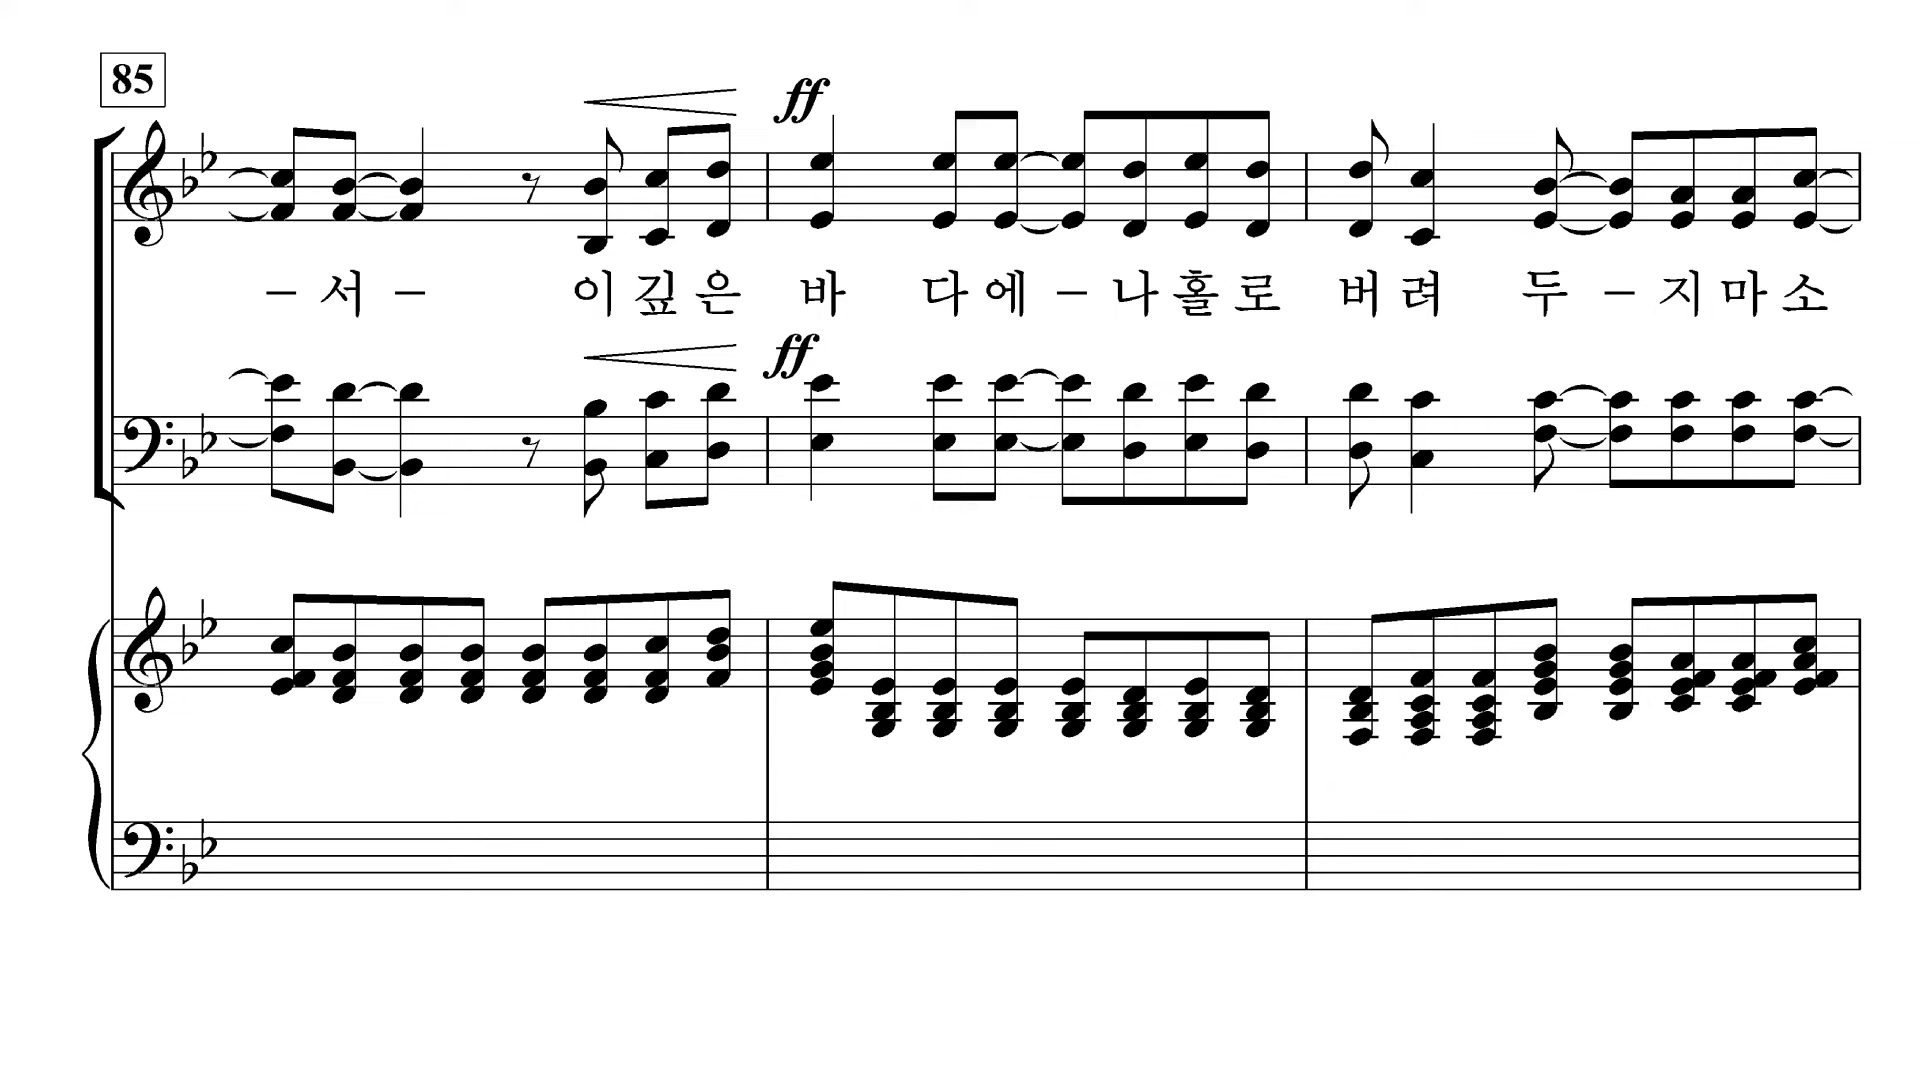 85
ff
– 서 – 이 깊 은 바 다 에 – 나 홀 로 버 려 두 – 지 마 소
ff